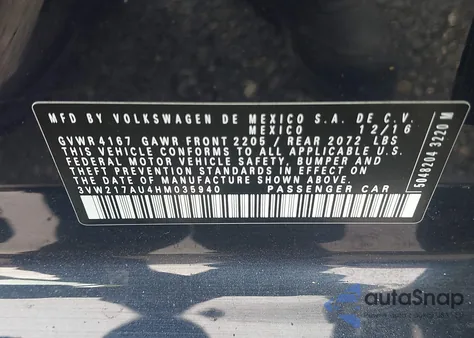 MFD BY VOLKSWAGEN DE MEXICO S.A. DE C.V.
MEXICO 12/16
GVWR 4167 GAWR FRONT 2205 / REAR 2072 LBS
THIS VEHICLE CONFORMS TO ALL APPLICABLE U.S.
FEDERAL MOTOR VEHICLE SAFETY, BUMPER AND
THEFT PREVENTION STANDARDS IN EFFECT ON THE
DATE OF MANUFACTURE SHOWN ABOVE.
3VW217AU4HM035940 PASSENGER CAR
5048204 3220 M
autoSnap